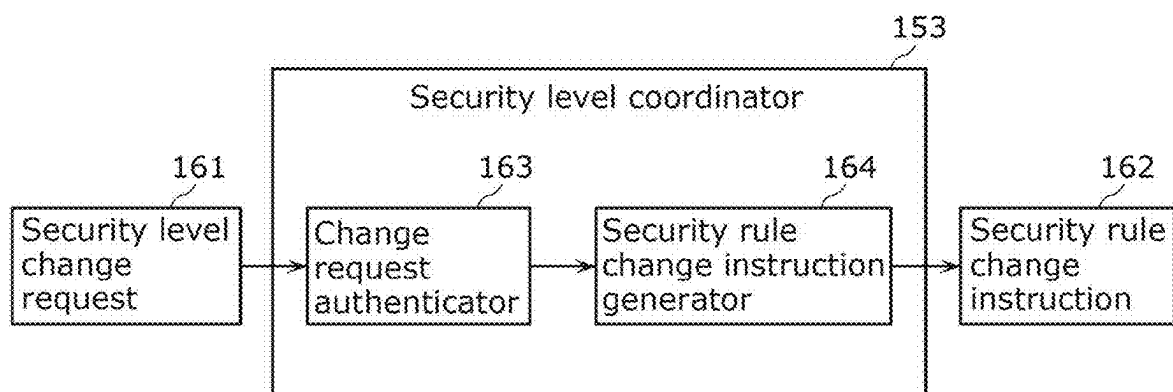 153
Security level coordinator
161
163
164
162
Security level
change
request
Change
request
authenticator
Security rule
change instruction
generator
Security rule
change
instruction